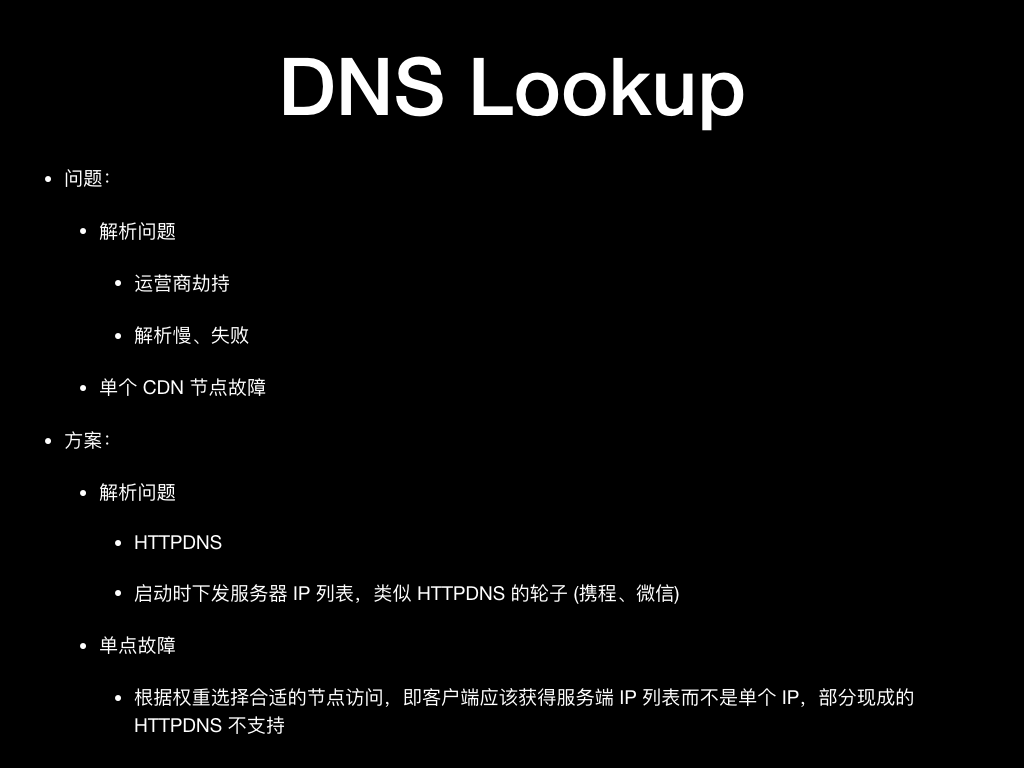 DNS Lookup
• 问题：
• 解析问题
• 运营商劫持
• 解析慢、失败
• 单个 CDN 节点故障
• 方案：
• 解析问题
• HTTPDNS
• 启动时下发服务器 IP 列表，类似 HTTPDNS 的轮子 (携程、微信)
• 单点故障
• 根据权重选择合适的节点访问，即客户端应该获得服务端 IP 列表而不是单个 IP，部分现成的
HTTPDNS 不支持